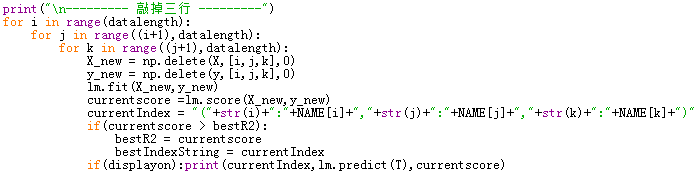 print("\n--------- 敲掉三行 ---------")
for i in range(datalength):
    for j in range((i+1),datalength):
        for k in range((j+1),datalength):
            X_new = np.delete(X,[i,j,k],0)
            y_new = np.delete(y,[i,j,k],0)
            lm.fit(X_new,y_new)
            currentscore =lm.score(X_new,y_new)
            currentIndex = "("+str(i)+":"+NAME[i]+","+str(j)+":"+NAME[j]+","+str(k)+":"+NAME[k]+")"
            if(currentscore > bestR2):
                bestR2 = currentscore
                bestIndexString = currentIndex
            if(displayon):print(currentIndex,lm.predict(T),currentscore)